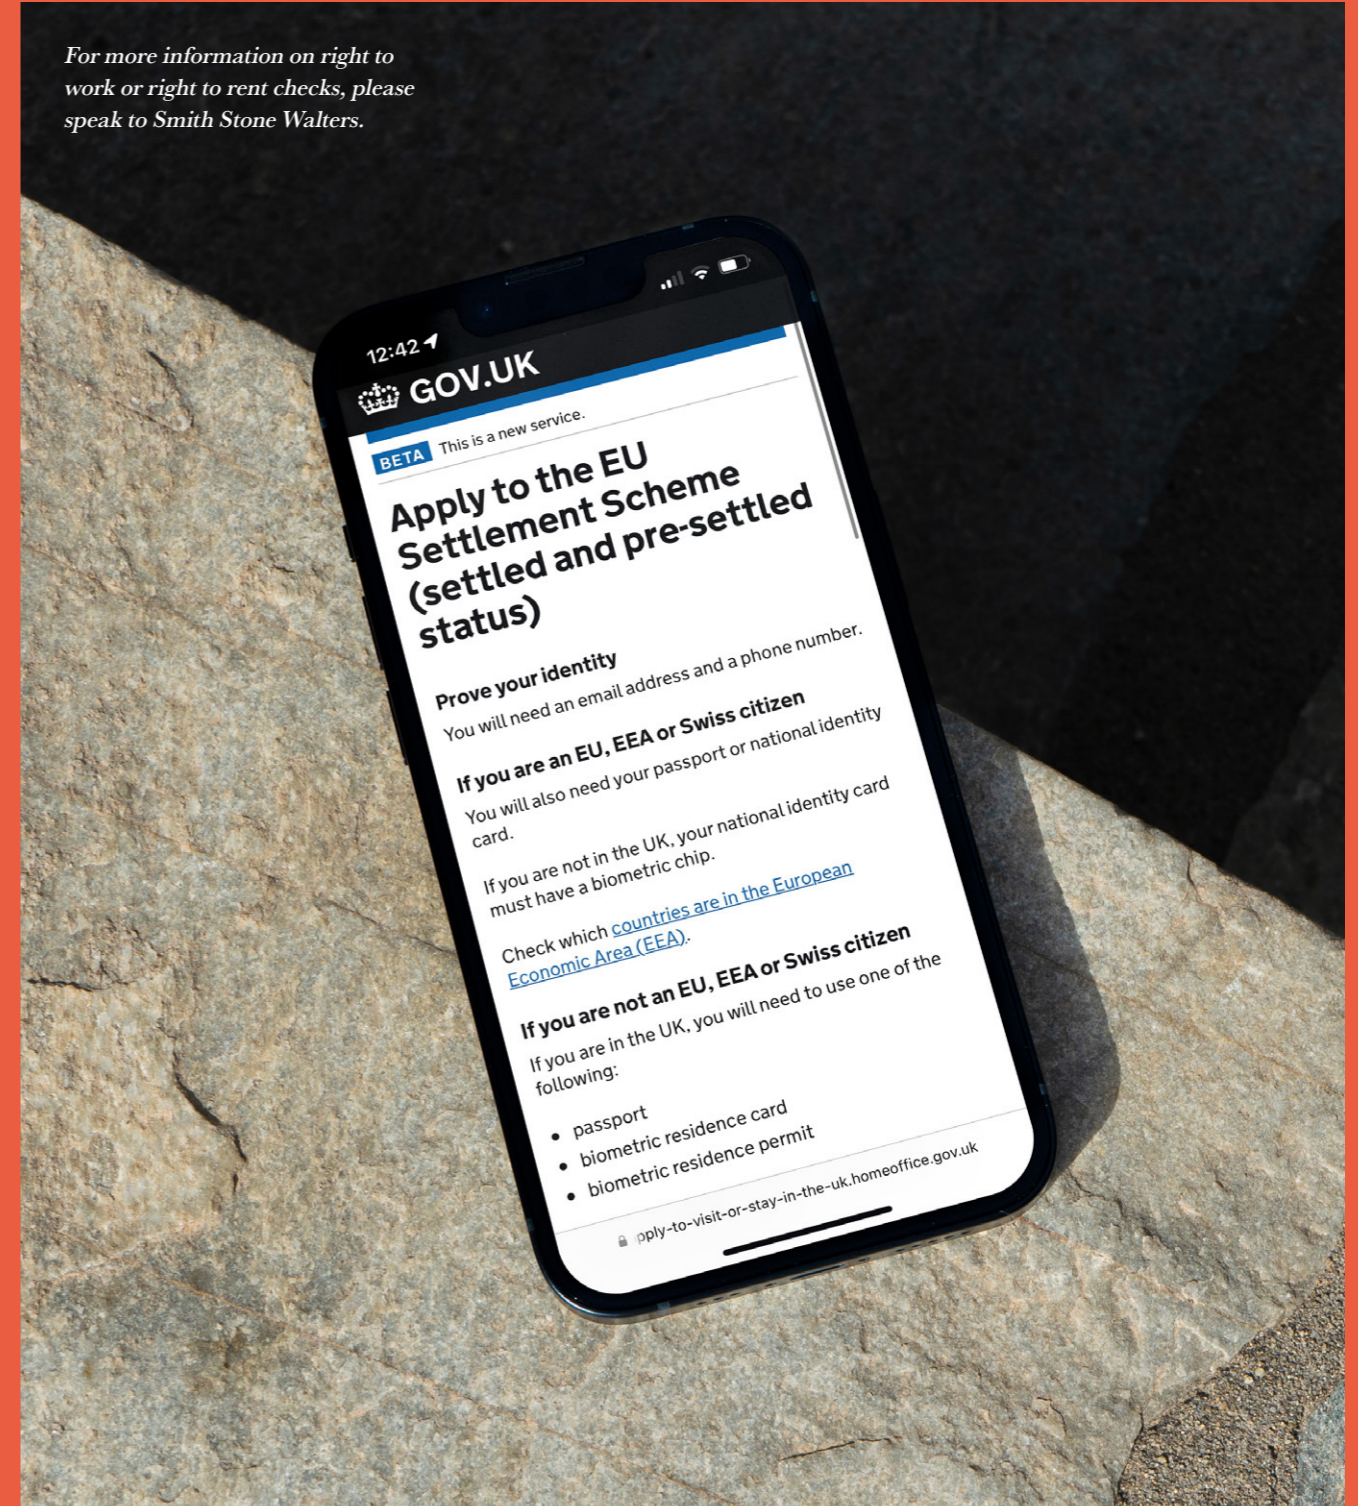 For more information on right to
work or right to rent checks, please
speak to Smith Stone Walters.
12:42
GOV.UK
BETA This is a new service.
Apply to the EU
Settlement Scheme
(settled and pre-settled
status)
Prove your identity
You will need an email address and a phone number.
If you are an EU, EEA or Swiss citizen
You will also need your passport or national identity
card.
If you are not in the UK, your national identity card
must have a biometric chip.
Check which countries are in the European
Economic Area (EEA).
If you are not an EU, EEA or Swiss citizen
If you are in the UK, you will need to use one of the
following:
• passport
• biometric residence card
• biometric residence permit
pply-to-visit-or-stay-in-the-uk.homeoffice.gov.uk